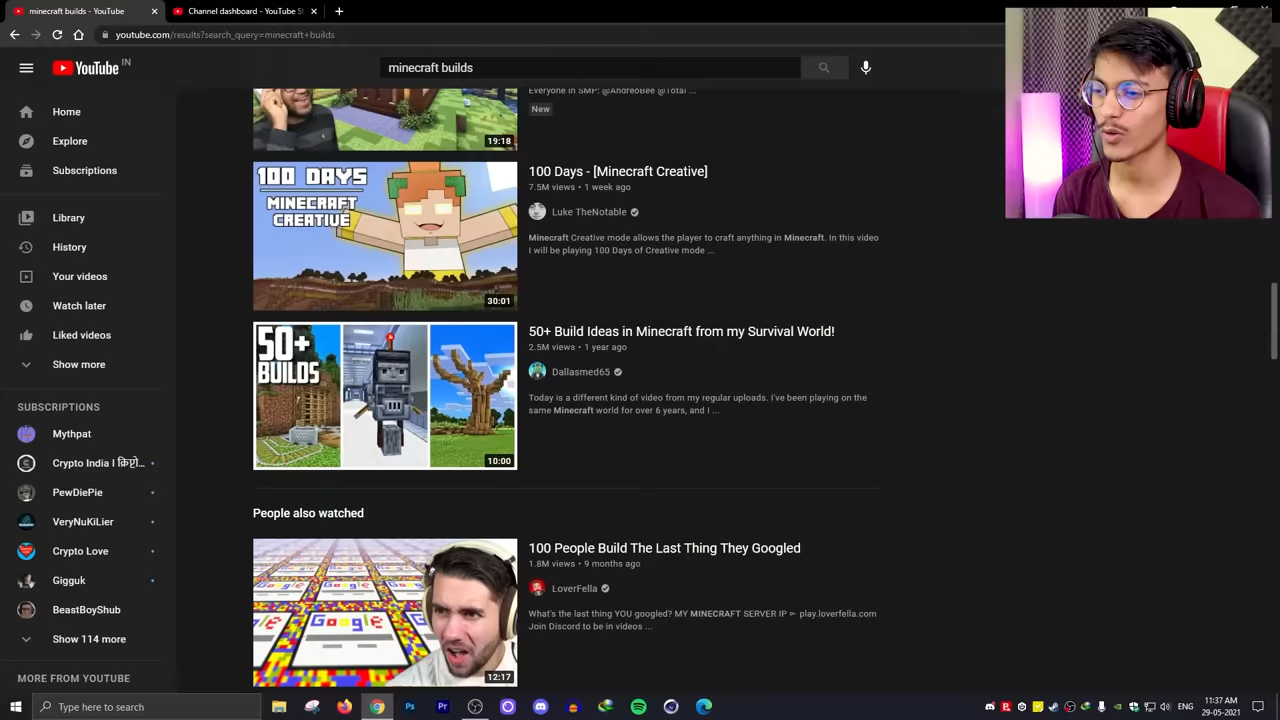 minecraft builds - YouTube
Channel dashboard - YouTube St
youtube.com/results?search_query=minecraft+builds
YouTube IN
minecraft builds
Home
Explore
Subscriptions
Library
History
Your videos
Watch later
Liked videos
Show more
SUBSCRIPTIONS
Mythpat
PewDiePie
VeryNuKiLier
Crypto Love
Gigguk
BeastBoyShub
Show 114 more
MORE FROM YOUTUBE
Everyone in SMP: @AndreoBee @Total ...
New
19:18
100 DAYS
MINECRAFT
CREATIVE
30:01
100 Days - [Minecraft Creative]
7.5M views • 1 week ago
Luke TheNotable
Minecraft Creative mode allows the player to craft anything in Minecraft. In this video
I will be playing 100 Days of Creative mode ...
50+
BUILDS
10:00
50+ Build Ideas in Minecraft from my Survival World!
2.5M views • 1 year ago
Dallasmed65
Today is a different kind of video from my regular uploads. I've been playing on the
same Minecraft world for over 6 years, and I ...
People also watched
Google
Google
12:17
100 People Build The Last Thing They Googled
1.8M views • 9 months ago
LoverFella
What's the last thing YOU googled? MY MINECRAFT SERVER IP ➳ play.loverfella.com
Join Discord to be in videos ...
Type here to search
ENG
11:37 AM
29-05-2021